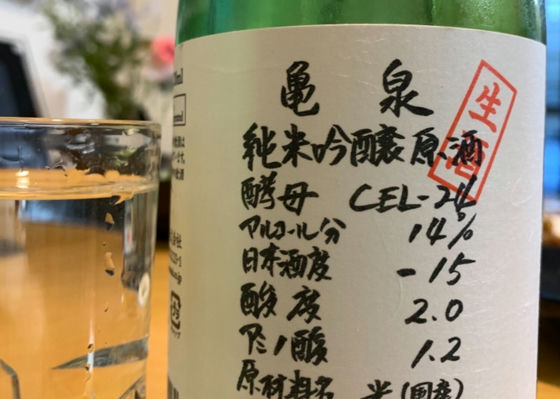 亀泉
純米吟醸原酒
生酒
酵母 CEL-24
アルコール分 14%
日本酒度 -15
酸度 2.0
アミノ酸 1.2
原材料名 米(国産)